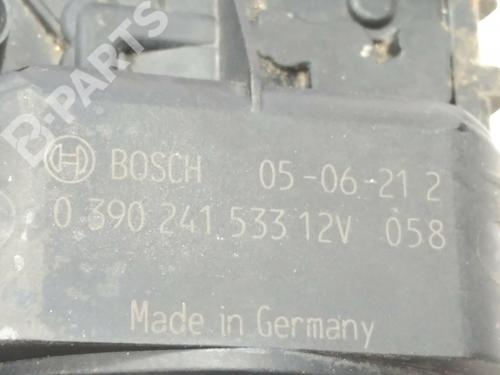 B-PARTS
BOSCH 05-06-21 2
0 390 241 533 12V 058
Made in Germany